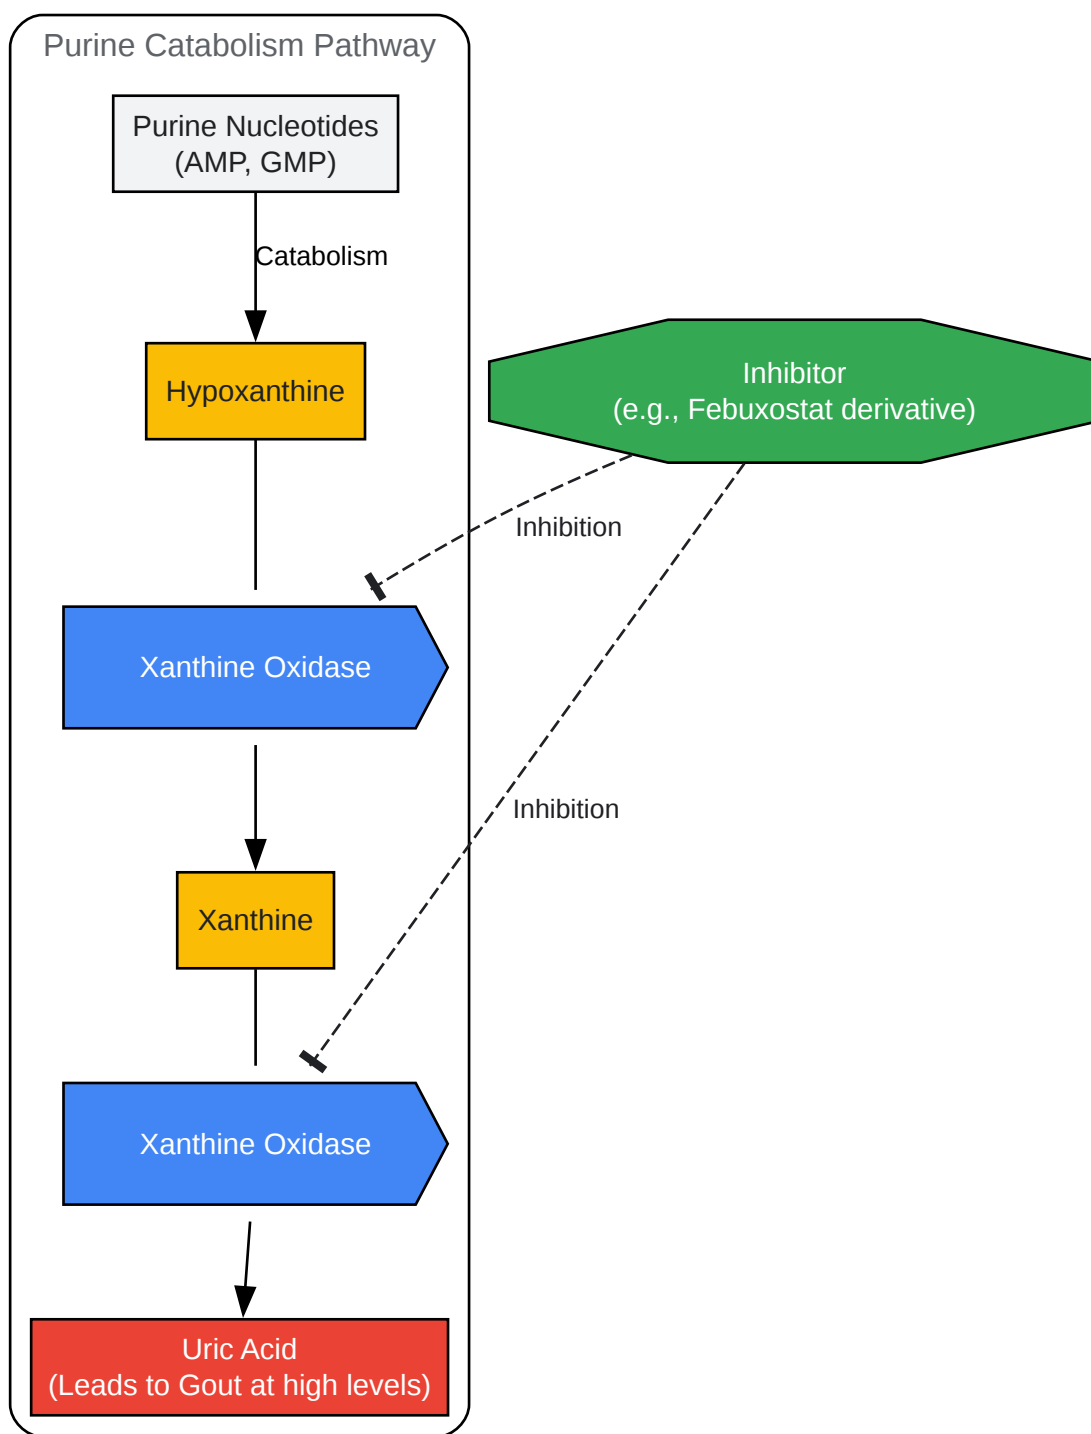 Purine Catabolism Pathway
Purine Nucleotides
(AMP, GMP)
Catabolism
Hypoxanthine
Inhibitor
(e.g., Febuxostat derivative)
Inhibition
Xanthine Oxidase
Inhibition
Xanthine
Xanthine Oxidase
Uric Acid
(Leads to Gout at high levels)